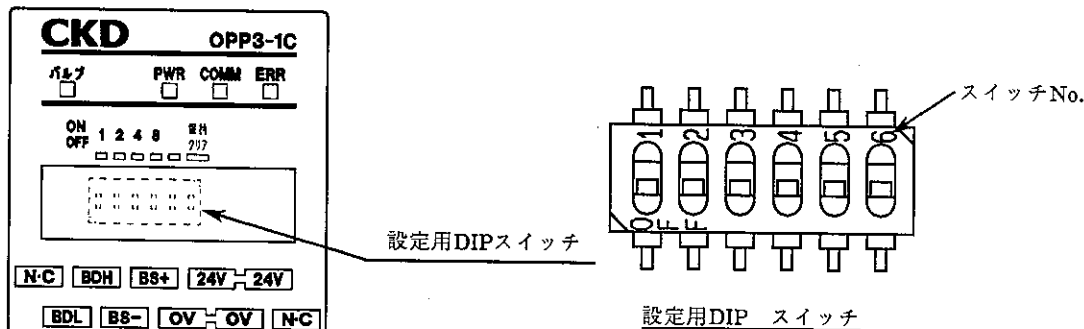 CKD OPP3-1C
バルブ PWR COMM ERR
ON 1 2 4 8 保持
OFF クリア
設定用DIPスイッチ
N·C BDH BS+ 24V 24V
BDL BS- 0V 0V N·C
スイッチNo.
1 2 3 4 5 6
OFF
設定用DIP スイッチ